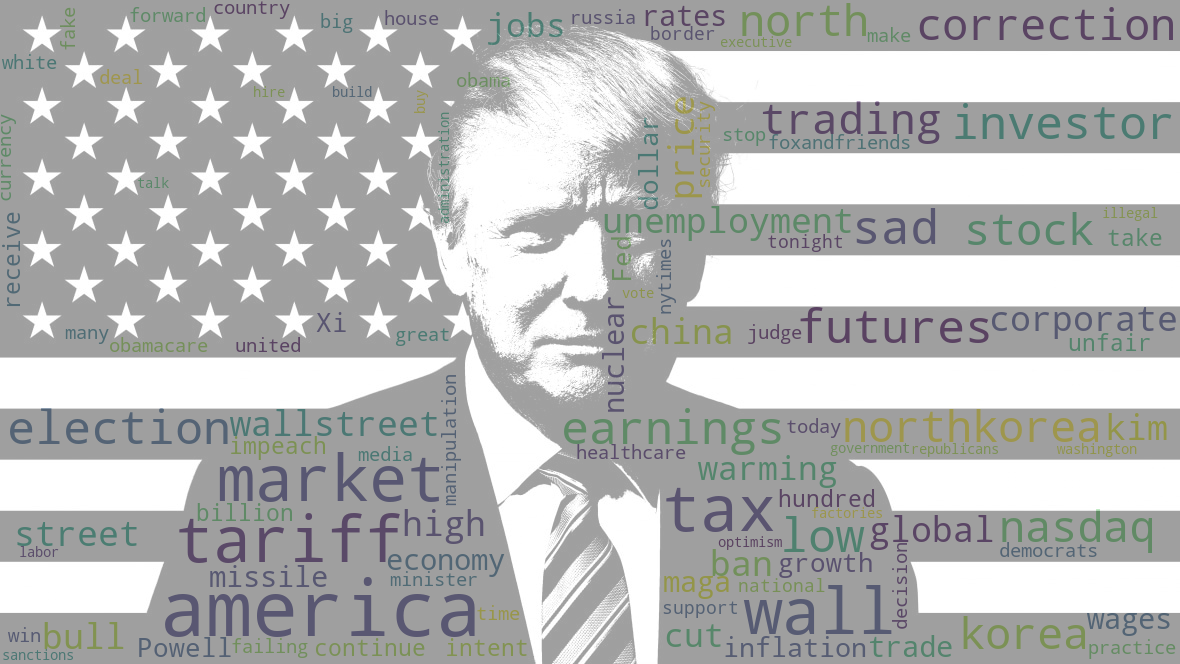 fake
forward
country
big
house
jobs
russia
rates
border
executive
north
make
correction
white
deal
hire
build
buy
obama
currency
talk
administration
dollar
price
security
stop
trading
foxandfriends
investor
receive
unemployment
tonight
sad
stock
illegal
take
Fed
nytimes
vote
many
obamacare
united
Xi
great
nuclear
china
judge
futures
corporate
unfair
election
wallstreet
impeach
media
manipulation
earnings
healthcare
today
northkorea
kim
government
republicans
washington
market
warming
billion
tax
hundred
factories
street
labor
tariff
high
optimism
low
global
nasdaq
democrats
economy
missile
minister
ban
growth
decision
america
time
maga
national
support
wall
win
bull
sanctions
Powell
failing
continue
intent
cut
inflation
trade
korea
wages
practice